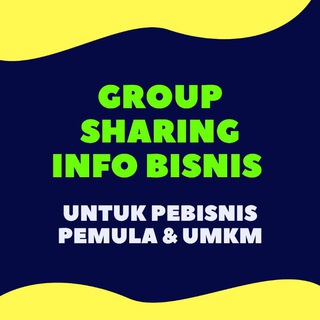 GROUP
SHARING
INFO BISNIS
UNTUK PEBISNIS
PEMULA & UMKM